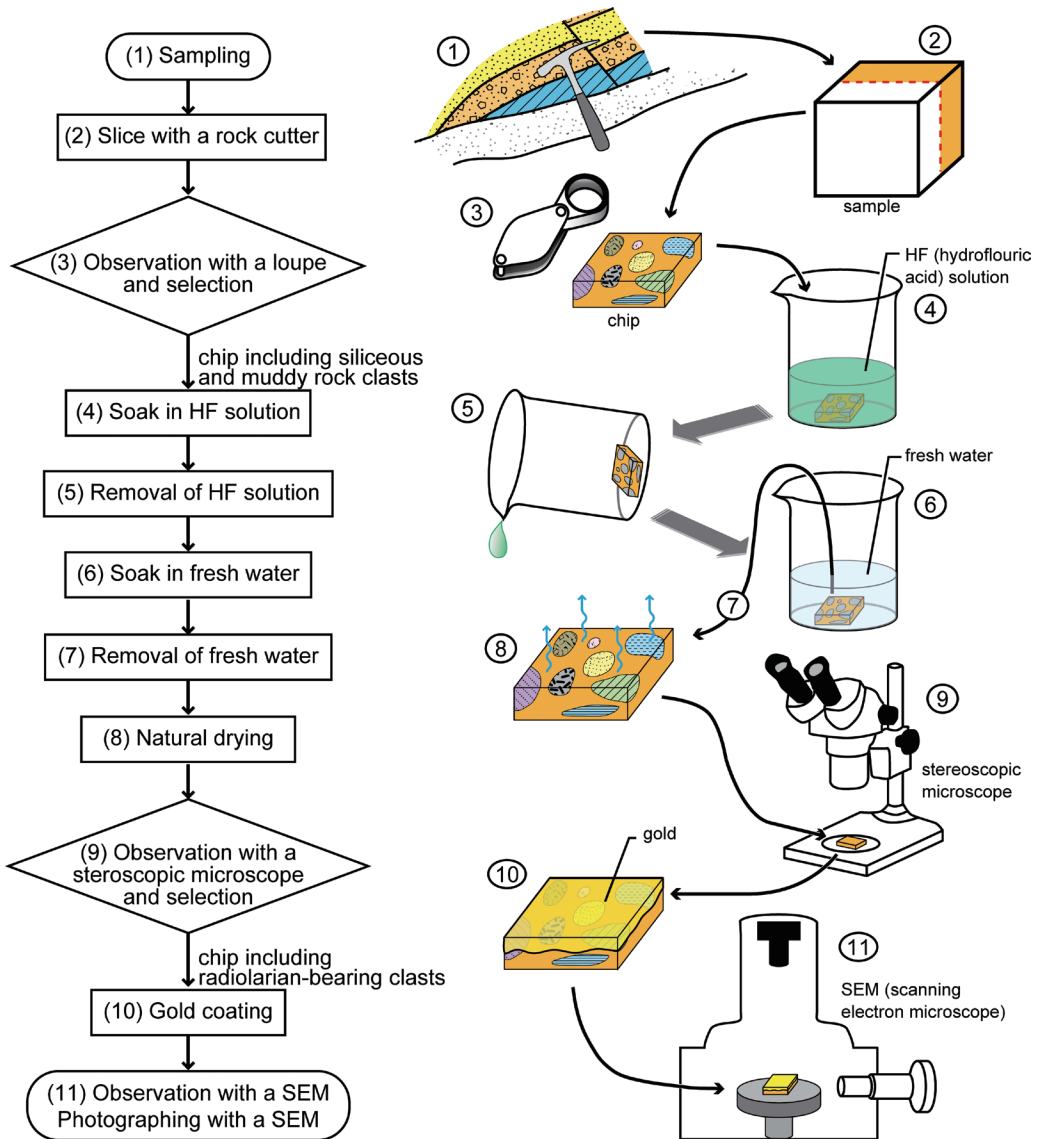 (1) Sampling
(2) Slice with a rock cutter
(3) Observation with a loupe
and selection
chip including siliceous
and muddy rock clasts
(4) Soak in HF solution
(5) Removal of HF solution
(6) Soak in fresh water
(7) Removal of fresh water
(8) Natural drying
(9) Observation with a
steroscopic microscope
and selection
chip including
radiolarian-bearing clasts
(10) Gold coating
(11) Observation with a SEM
Photographing with a SEM
1
2
sample
3
chip
HF (hydroflouric
acid) solution
4
5
fresh water
6
7
8
9
stereoscopic
microscope
gold
10
11
SEM (scanning
electron microscope)